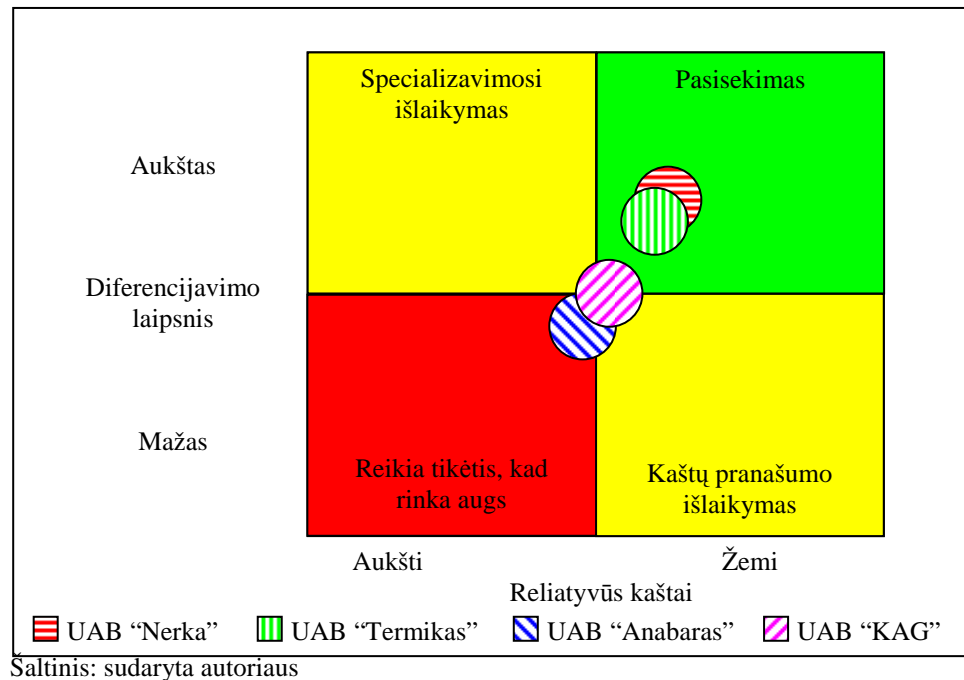 Specializavimosi
išlaikymas
Pasisekimas
Aukštas
Diferencijavimo
laipsnis
Mažas
Reikia tikėtis, kad
rinka augs
Kaštų pranašumo
išlaikymas
Aukšti
Žemi
Reliatyvūs kaštai
UAB “Nerka”
UAB “Termikas”
UAB “Anabaras”
UAB “KAG”
Šaltinis: sudaryta autoriaus